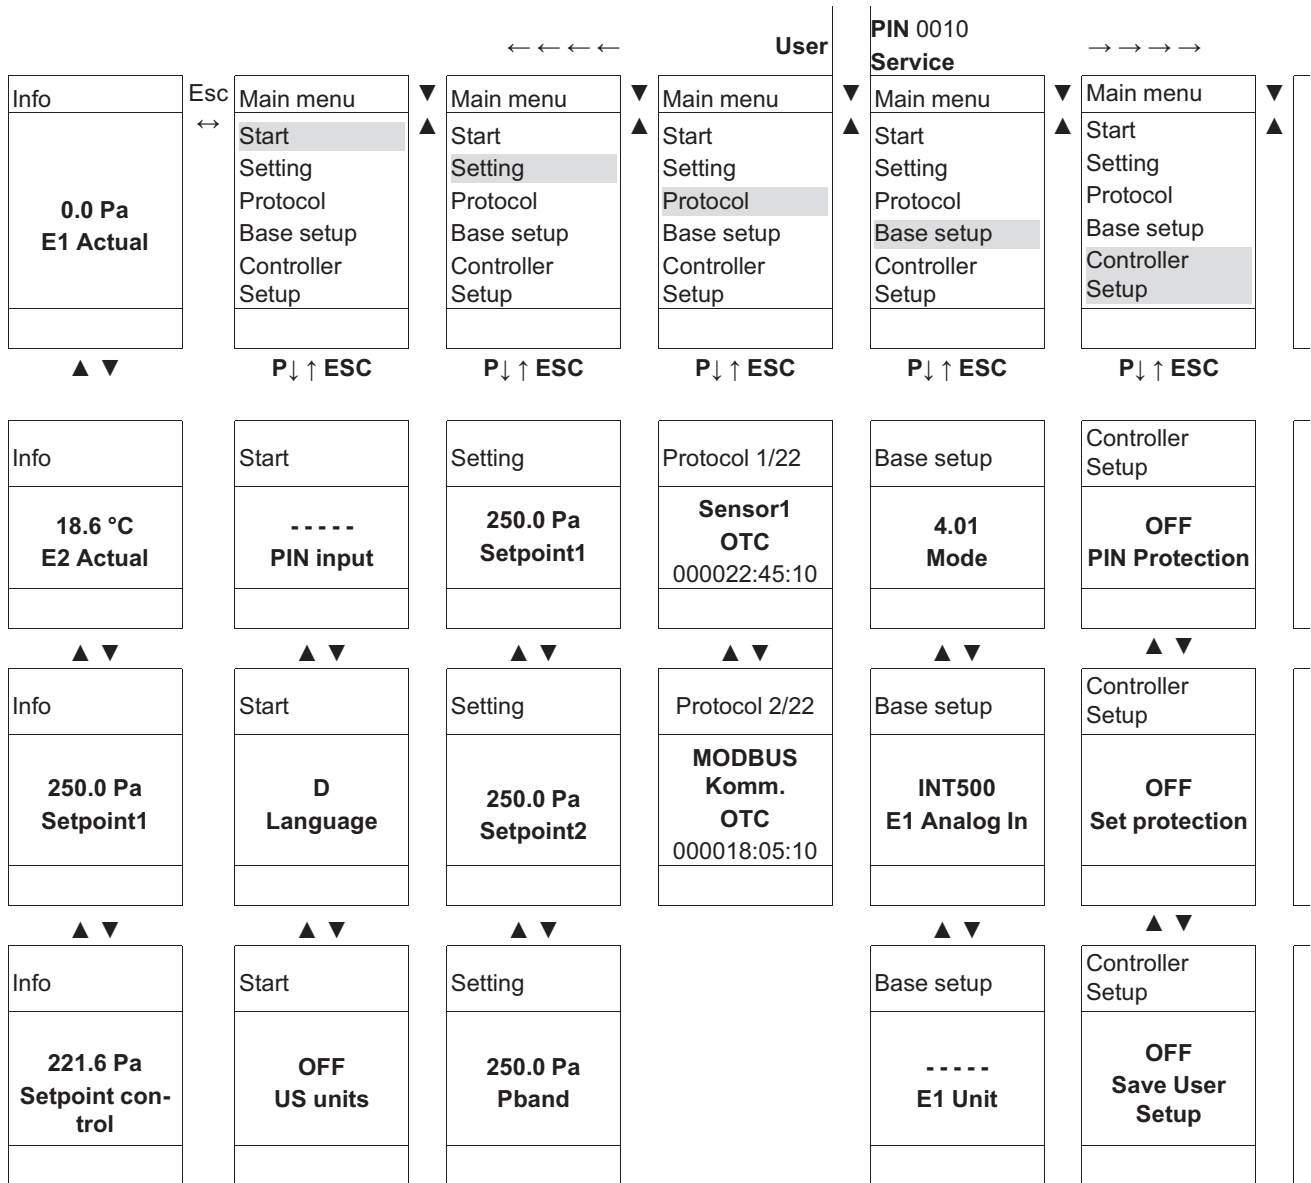 ← ← ← ← User
PIN 0010
Service
→ → → →
Info
0.0 Pa
E1 Actual
▲ ▼
Esc
↔
Main menu
Start
Setting
Protocol
Base setup
Controller
Setup
P↓ ↑ ESC
▼
▲
Main menu
Start
Setting
Protocol
Base setup
Controller
Setup
P↓ ↑ ESC
▼
▲
Main menu
Start
Setting
Protocol
Base setup
Controller
Setup
P↓ ↑ ESC
▼
▲
Main menu
Start
Setting
Protocol
Base setup
Controller
Setup
P↓ ↑ ESC
▼
▲
Main menu
Start
Setting
Protocol
Base setup
Controller
Setup
P↓ ↑ ESC
▼
▲
Info
18.6 °C
E2 Actual
▲ ▼
Start
- - - - -
PIN input
▲ ▼
Setting
250.0 Pa
Setpoint1
▲ ▼
Protocol 1/22
Sensor1
OTC
000022:45:10
▲ ▼
Base setup
4.01
Mode
▲ ▼
Controller
Setup
OFF
PIN Protection
▲ ▼
Info
250.0 Pa
Setpoint1
▲ ▼
Start
D
Language
▲ ▼
Setting
250.0 Pa
Setpoint2
▲ ▼
Protocol 2/22
MODBUS
Komm.
OTC
000018:05:10
Base setup
INT500
E1 Analog In
▲ ▼
Controller
Setup
OFF
Set protection
▲ ▼
Info
221.6 Pa
Setpoint con-
trol
Start
OFF
US units
Setting
250.0 Pa
Pband
Base setup
- - - - -
E1 Unit
Controller
Setup
OFF
Save User
Setup